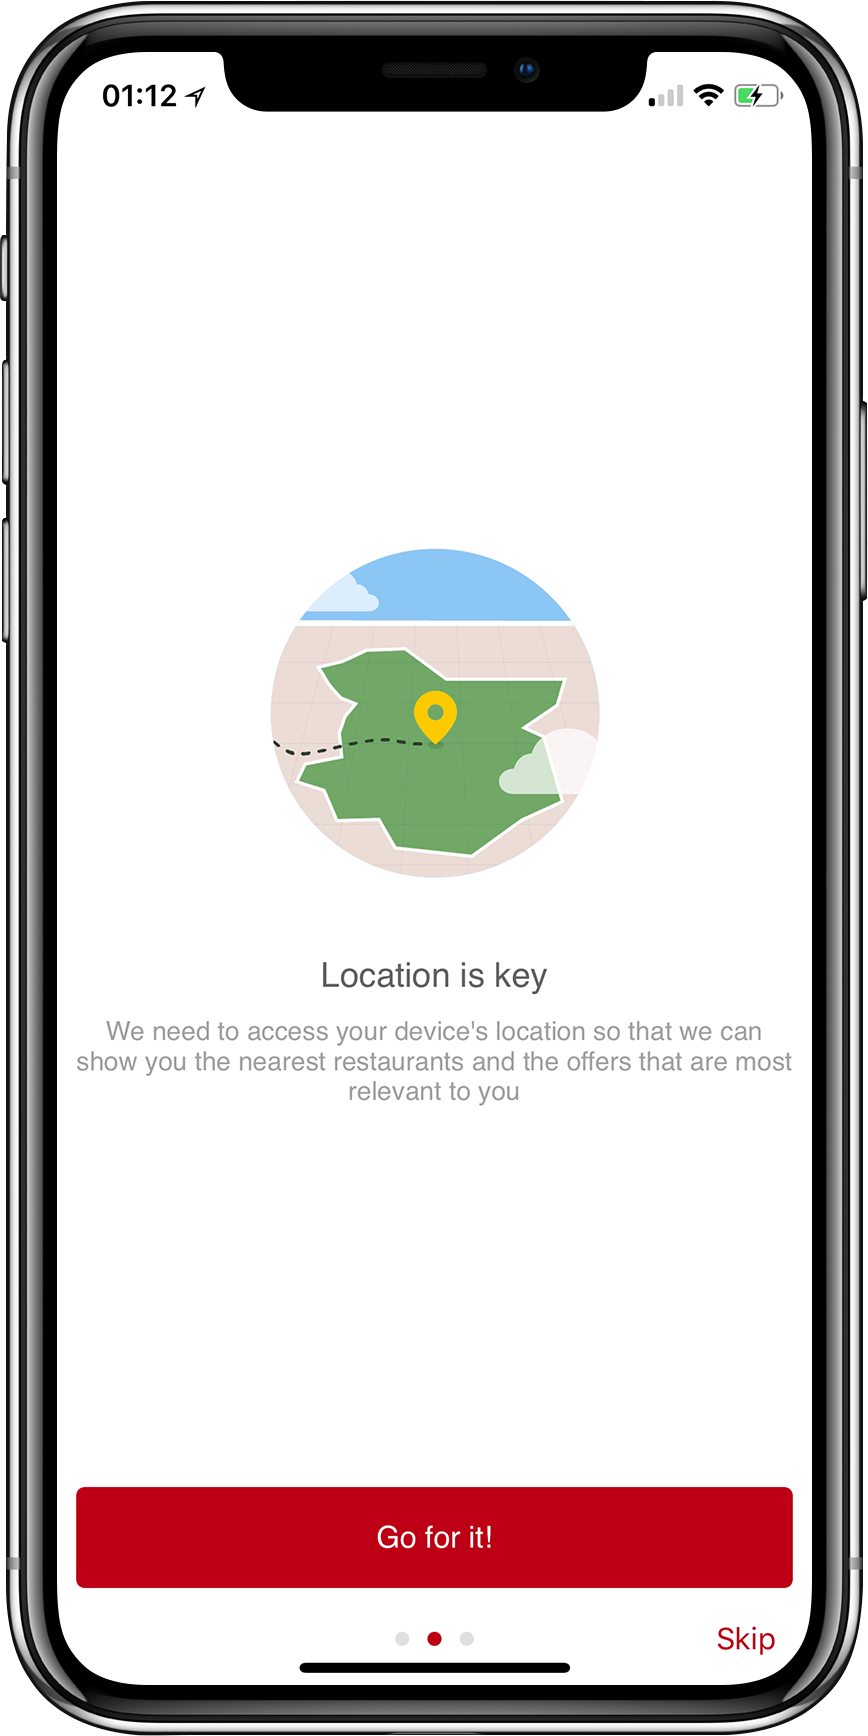 01:12
Location is key
We need to access your device's location so that we can
show you the nearest restaurants and the offers that are most
relevant to you
Go for it!
Skip